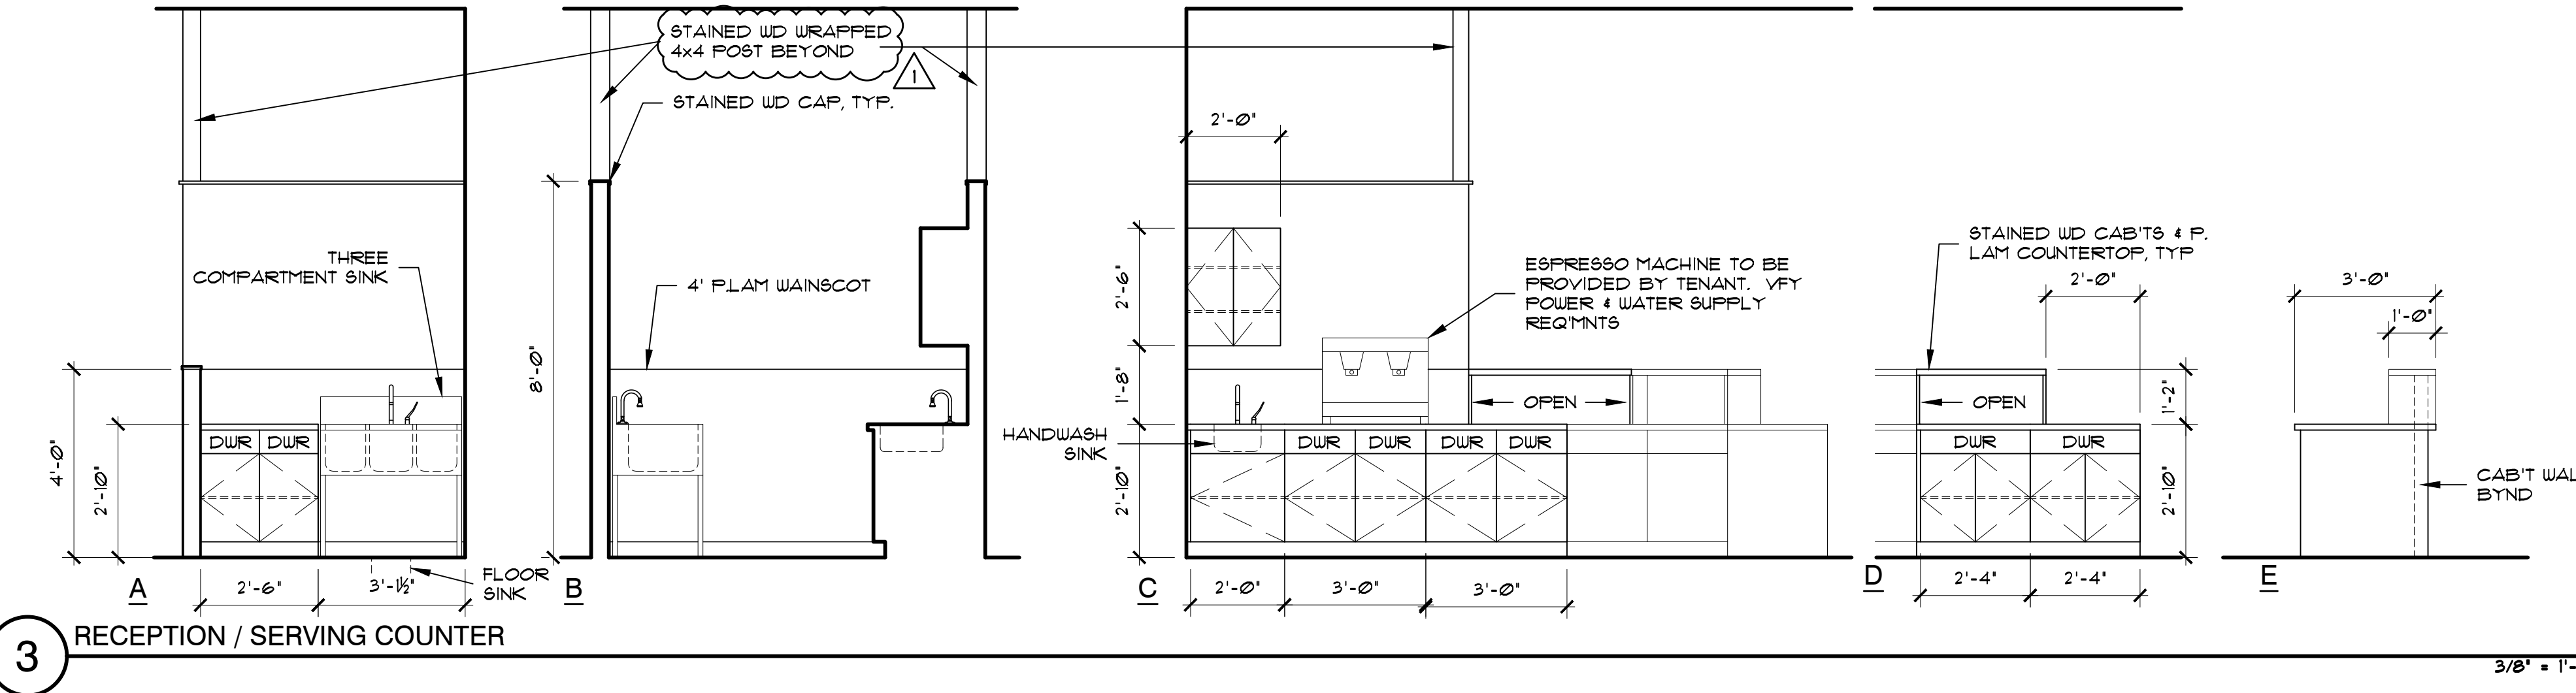 STAINED WD WRAPPED
4x4 POST BEYOND
1
STAINED WD CAP, TYP.
THREE
COMPARTMENT SINK
4' P.LAM WAINSCOT
DWR DWR
4'-0"
2'-10"
2'-6"
3'-1½"
FLOOR
SINK
A
8'-0"
B
2'-0"
2'-6"
1'-8"
2'-10"
ESPRESSO MACHINE TO BE
PROVIDED BY TENANT. VFY
POWER & WATER SUPPLY
REQ'MNTS
OPEN
HANDWASH
SINK
DWR DWR DWR DWR
2'-0"
3'-0"
3'-0"
C
STAINED WD CAB'TS & P.
LAM COUNTERTOP, TYP
2'-0"
OPEN
DWR DWR
1'-2"
2'-10"
2'-4"
2'-4"
D
3'-0"
1'-0"
CAB'T WAL
BYND
E
3 RECEPTION / SERVING COUNTER
3/8" = 1'-